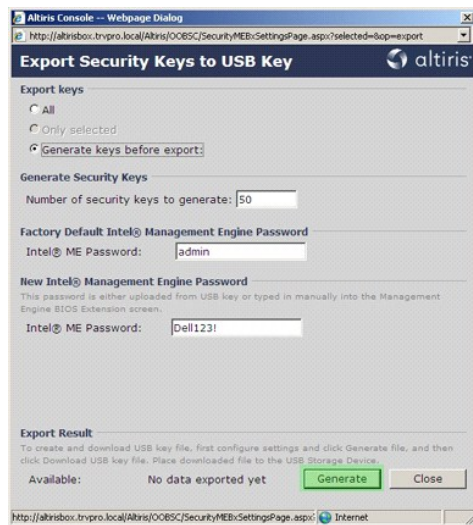 Altiris Console -- Webpage Dialog
http://altirisbox.trvpro.local/Altiris/OOBSC/SecurityMEBxSettingsPage.aspx?selected=&op=export
Export Security Keys to USB Key
altiris
Export keys
All
Only selected
Generate keys before export:
Generate Security Keys
Number of security keys to generate: 50
Factory Default Intel® Management Engine Password
Intel® ME Password: admin
New Intel® Management Engine Password
This password is either uploaded from USB key or typed in manually into the Management
Engine BIOS Extension screen.
Intel® ME Password: Dell123!
Export Result
To create and download USB key file, first configure settings and click Generate file, and then
click Download USB key file. Place downloaded file to the USB Storage Device.
Available: No data exported yet Generate Close
http://altirisbox.trvpro.local/Altiris/OOBSC/SecurityMEBxSettingsPage.aspx Internet